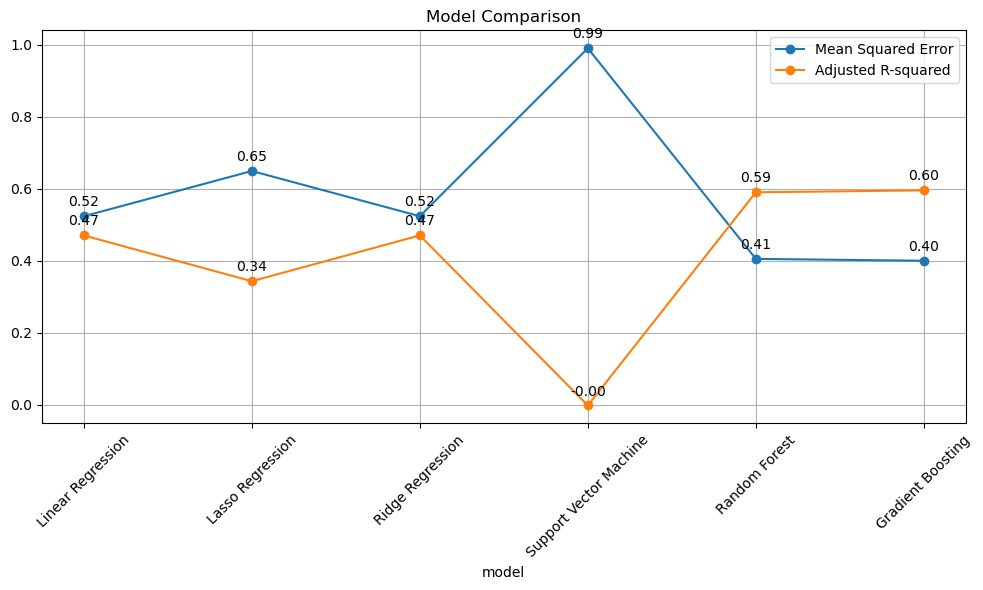 Model Comparison
Mean Squared Error
Adjusted R-squared
1.0
0.8
0.6
0.4
0.2
0.0
0.52
0.65
0.52
0.99
0.41
0.40
0.47
0.34
0.47
-0.00
0.59
0.60
Linear Regression
Lasso Regression
Ridge Regression
Support Vector Machine
Random Forest
Gradient Boosting
model